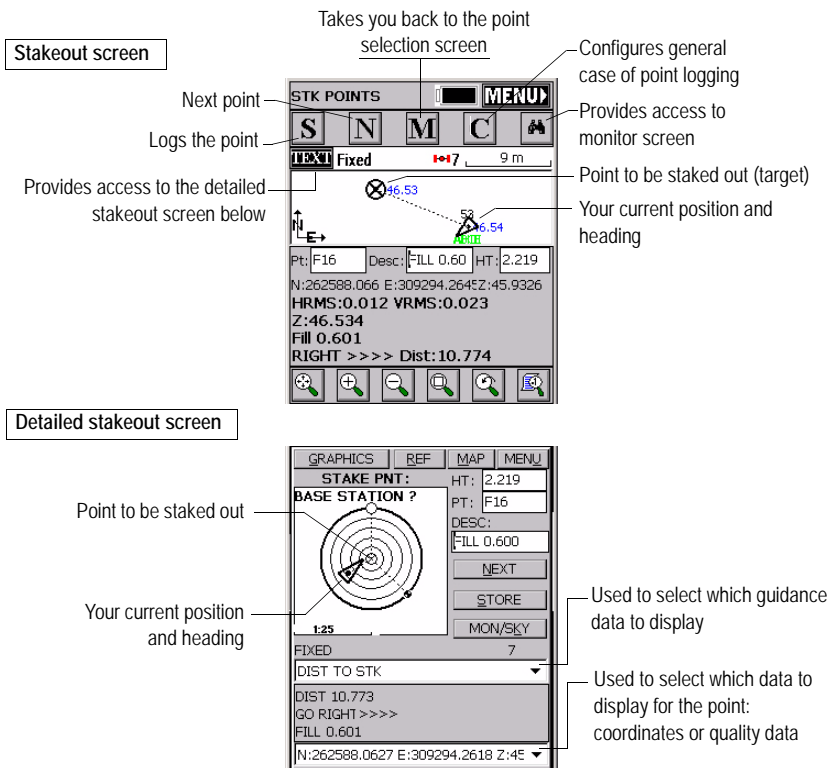 Takes you back to the point
selection screen
Stakeout screen
Configures general
case of point logging
Next point
Logs the point
Provides access to
monitor screen
Provides access to the detailed
stakeout screen below
Point to be staked out (target)
Your current position and
heading
STK POINTS MENU
S N M C
TEXT Fixed 7 9 m
46.53
53
46.54
N
E
Pt: F16 Desc: FILL 0.60 HT: 2.219
N:262588.066 E:309294.2645Z:45.9326
HRMS:0.012 VRMS:0.023
Z:46.534
Fill 0.601
RIGHT >>>> Dist:10.774
Detailed stakeout screen
GRAPHICS REF MAP MENU
STAKE PNT:
BASE STATION ?
HT: 2.219
PT: F16
DESC:
FILL 0.600
NEXT
STORE
MON/SKY
1:25
FIXED 7
DIST TO STK
DIST 10.773
GO RIGHT>>>>
FILL 0.601
N:262588.0627 E:309294.2618 Z:45
Point to be staked out
Your current position
and heading
Used to select which guidance
data to display
Used to select which data to
display for the point:
coordinates or quality data